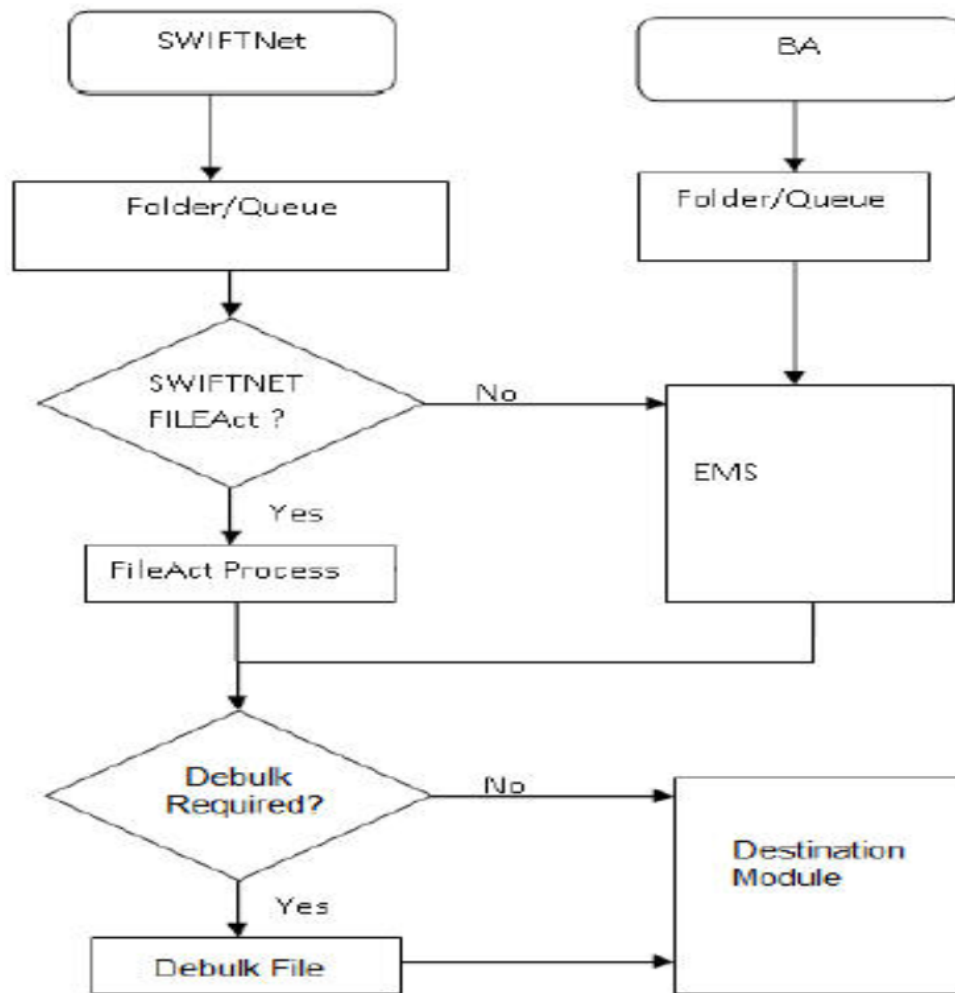 SWIFTNet
BA
Folder/Queue
Folder/Queue
SWIFTNET
FILEAct ?
No
EMS
Yes
FileAct Process
Debulk
Required?
No
Destination
Module
Yes
Debulk File